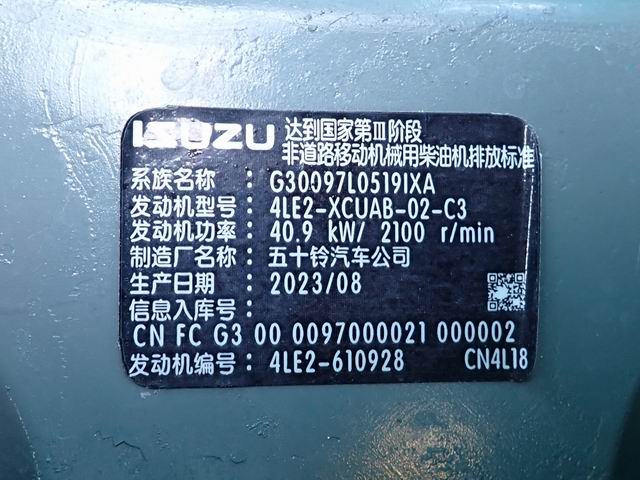 ISUZU 达到国家第Ⅲ阶段
非道路移动机械用柴油机排放标准
系族名称： G30097L0519IXA
发动机型号： 4LE2-XCUAB-02-C3
发动机功率： 40.9 kW/ 2100 r/min
制造厂名称： 五十铃汽车公司
生产日期： 2023/08
信息入库号：
CN FC G3 00 0097000021 000002
发动机编号： 4LE2-610928 CN4L18